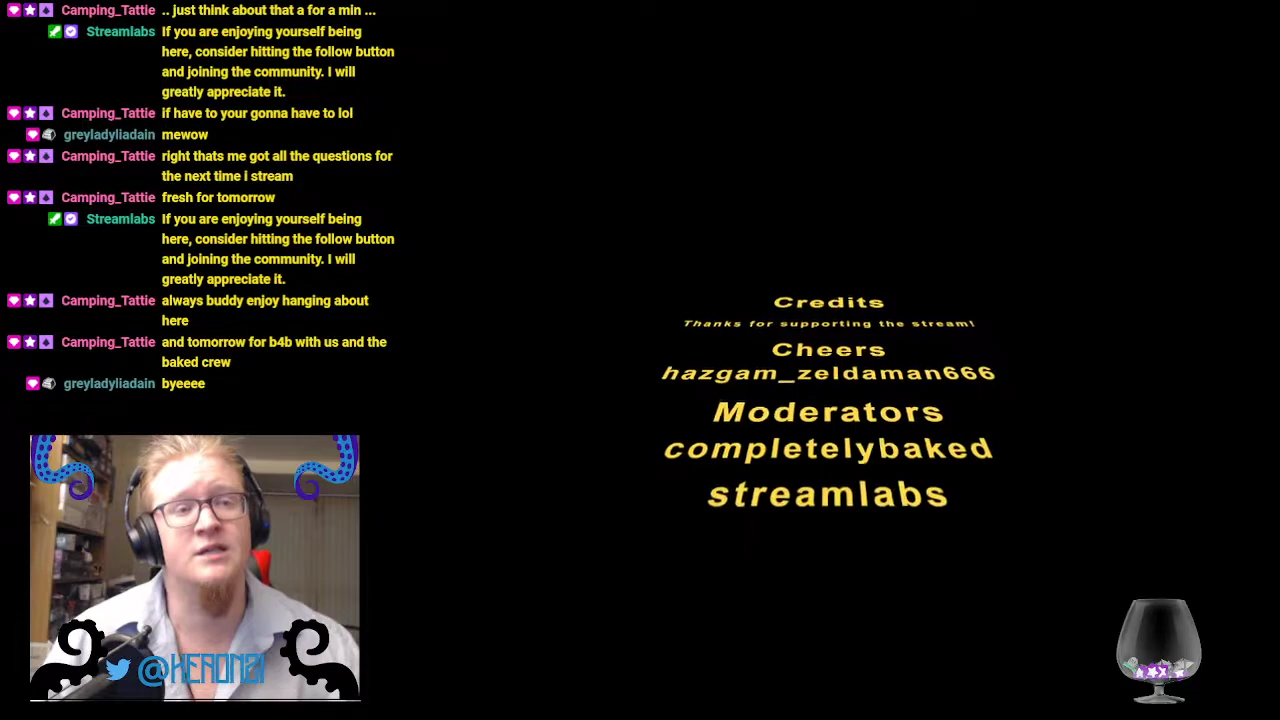 Camping_Tattie .. just think about that a for a min ...
Streamlabs If you are enjoying yourself being
here, consider hitting the follow button
and joining the community. I will
greatly appreciate it.
Camping_Tattie if have to your gonna have to lol
greyladyliadain mewow
Camping_Tattie right thats me got all the questions for
the next time i stream
Camping_Tattie fresh for tomorrow
Streamlabs If you are enjoying yourself being
here, consider hitting the follow button
and joining the community. I will
greatly appreciate it.
Camping_Tattie always buddy enjoy hanging about
here
Camping_Tattie and tomorrow for b4b with us and the
baked crew
greyladyliadain byeeee
Credits
Thanks for supporting the stream!
Cheers
hazgam_zeldaman666
Moderators
completelybaked
streamlabs